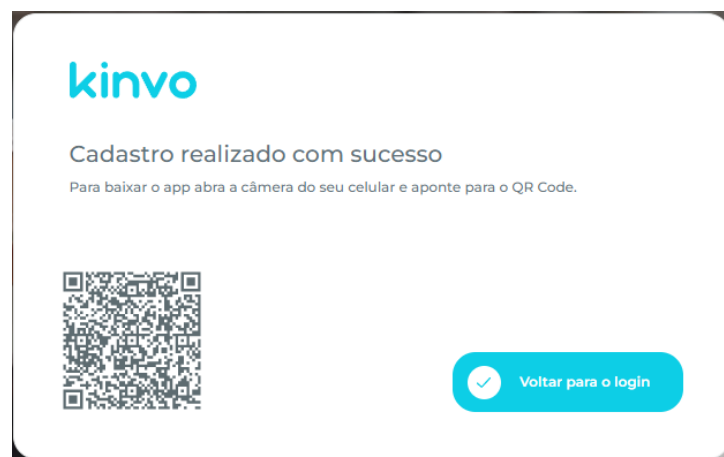 kinvo
Cadastro realizado com sucesso
Para baixar o app abra a câmera do seu celular e aponte para o QR Code.
Voltar para o login